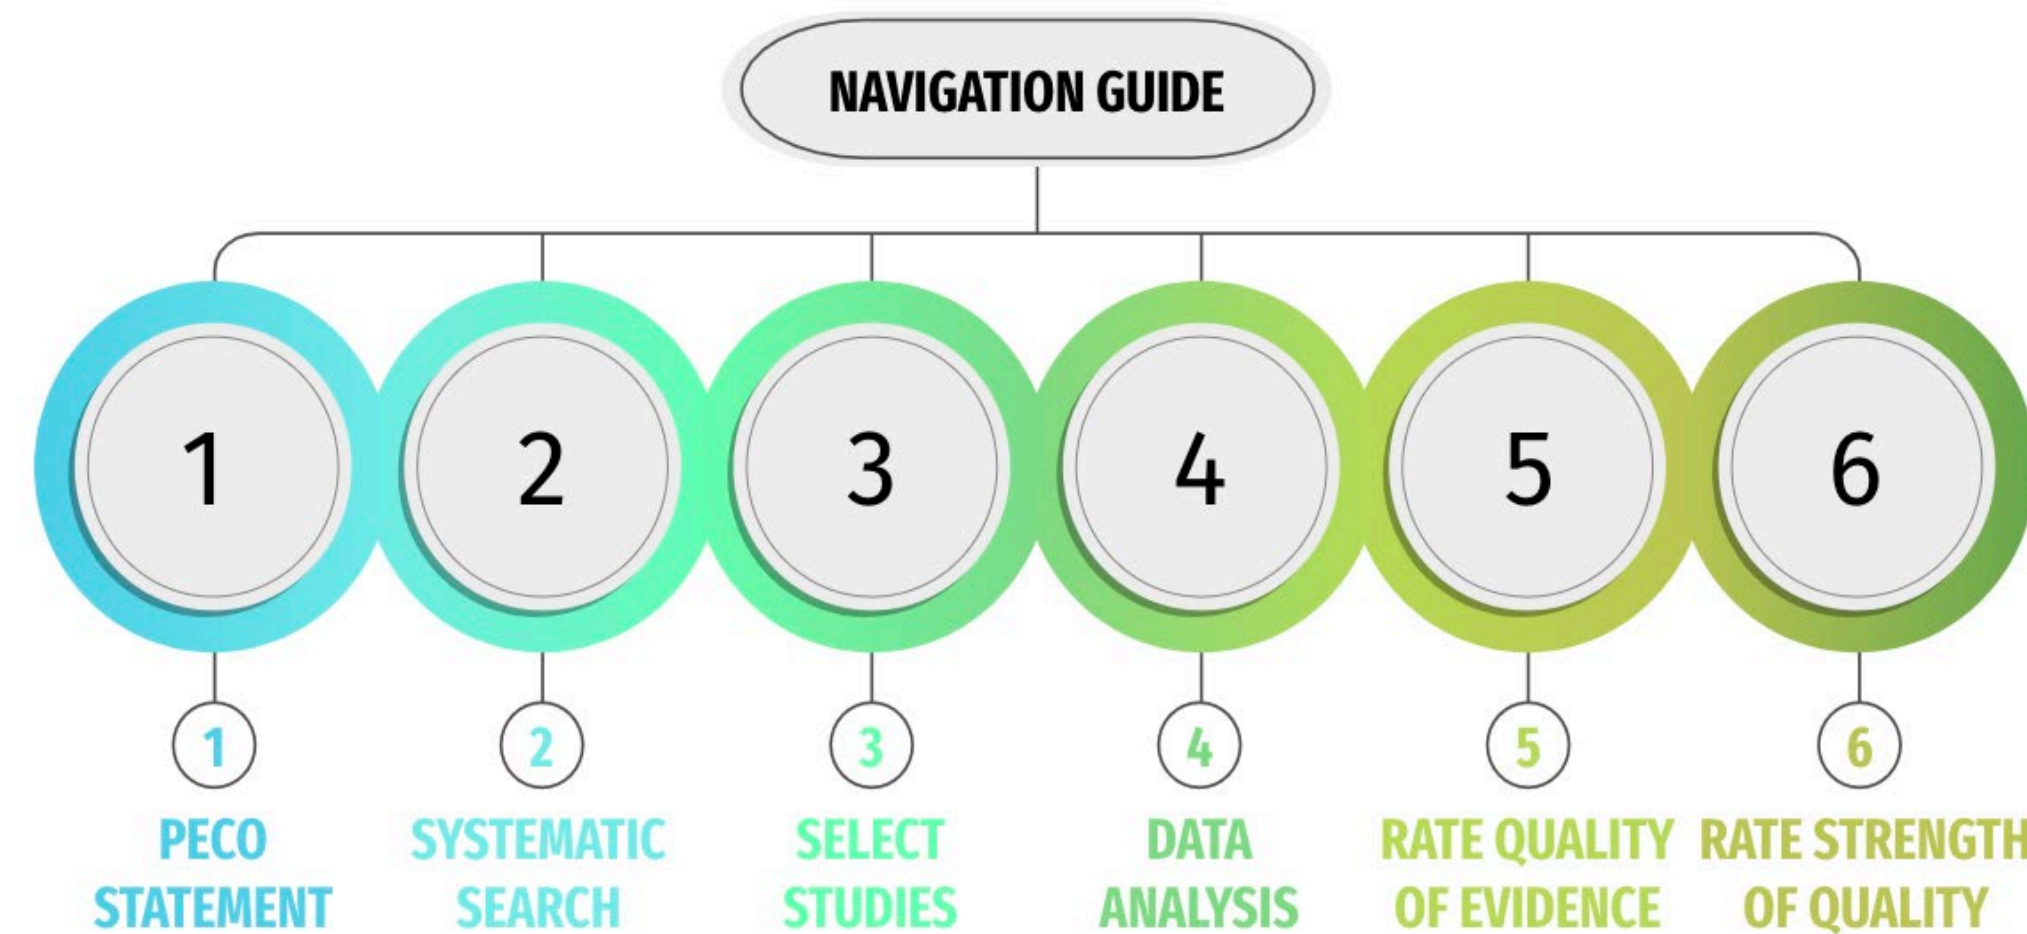 NAVIGATION GUIDE
1
2
3
4
5
6
1
2
3
4
5
6
PECO
STATEMENT
SYSTEMATIC
SEARCH
SELECT
STUDIES
DATA
ANALYSIS
RATE QUALITY
OF EVIDENCE
RATE STRENGTH
OF QUALITY